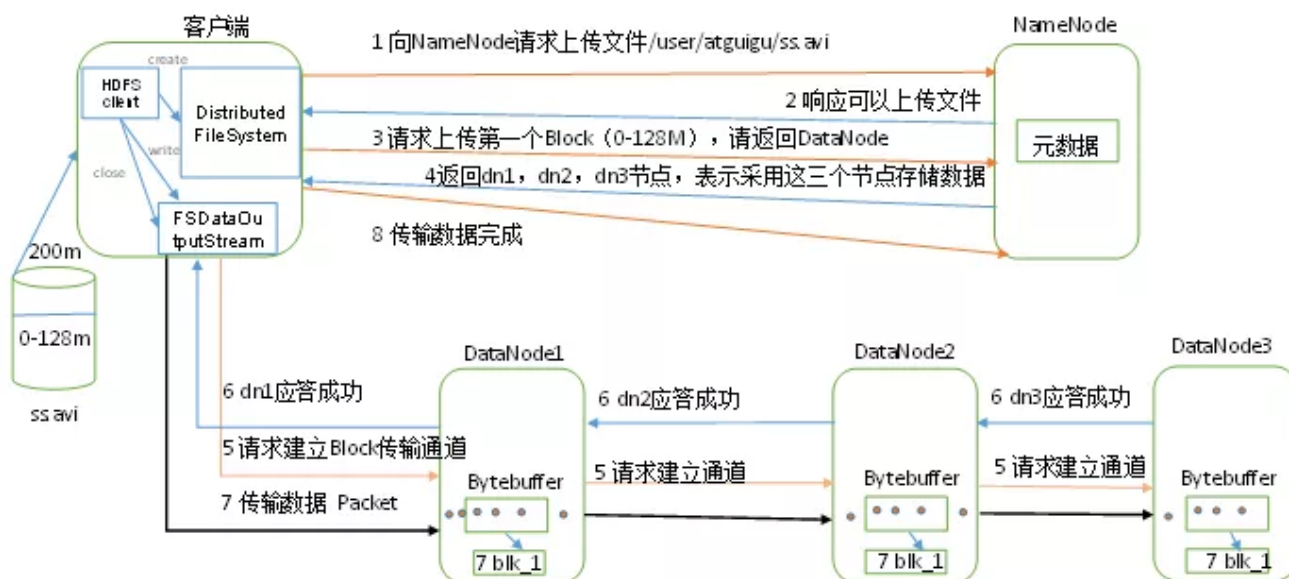 客户端
NameNode
1 向NameNode请求上传文件/user/atguigu/ss.avi
create
HDFS
client
Distributed
FileSystem
2 响应可以上传文件
3 请求上传第一个Block（0-128M），请返回DataNode
元数据
write
close
4返回dn1，dn2，dn3节点，表示采用这三个节点存储数据
FSDataOu
tputStream
8 传输数据完成
200m
0-128m
ss.avi
DataNode1
DataNode2
DataNode3
6 dn1应答成功
6 dn2应答成功
6 dn3应答成功
5 请求建立Block传输通道
5 请求建立通道
5 请求建立通道
Bytebuffer
Bytebuffer
Bytebuffer
7 传输数据 Packet
7 blk_1
7 blk_1
7 blk_1